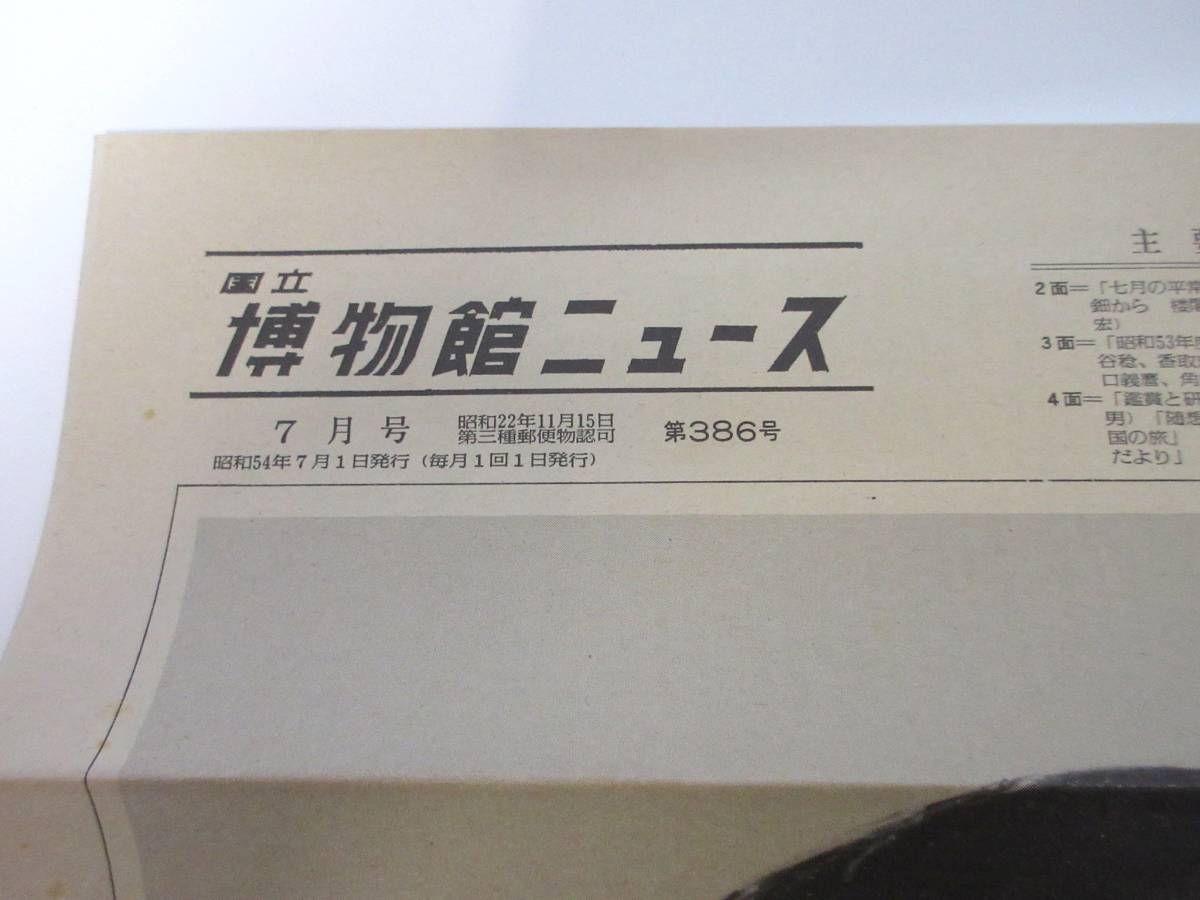 国立
博物館ニュース
7月号
昭和22年11月15日
第三種郵便物認可
第386号
昭和54年7月1日発行(毎月1回1日発行)
主
2面=「七月の平常
鈿から
宏)
3面=「昭和53年度
谷稔、香取
口義麿、角
4面=「鑑賞と研
男)「随想
国の旅」
だより」